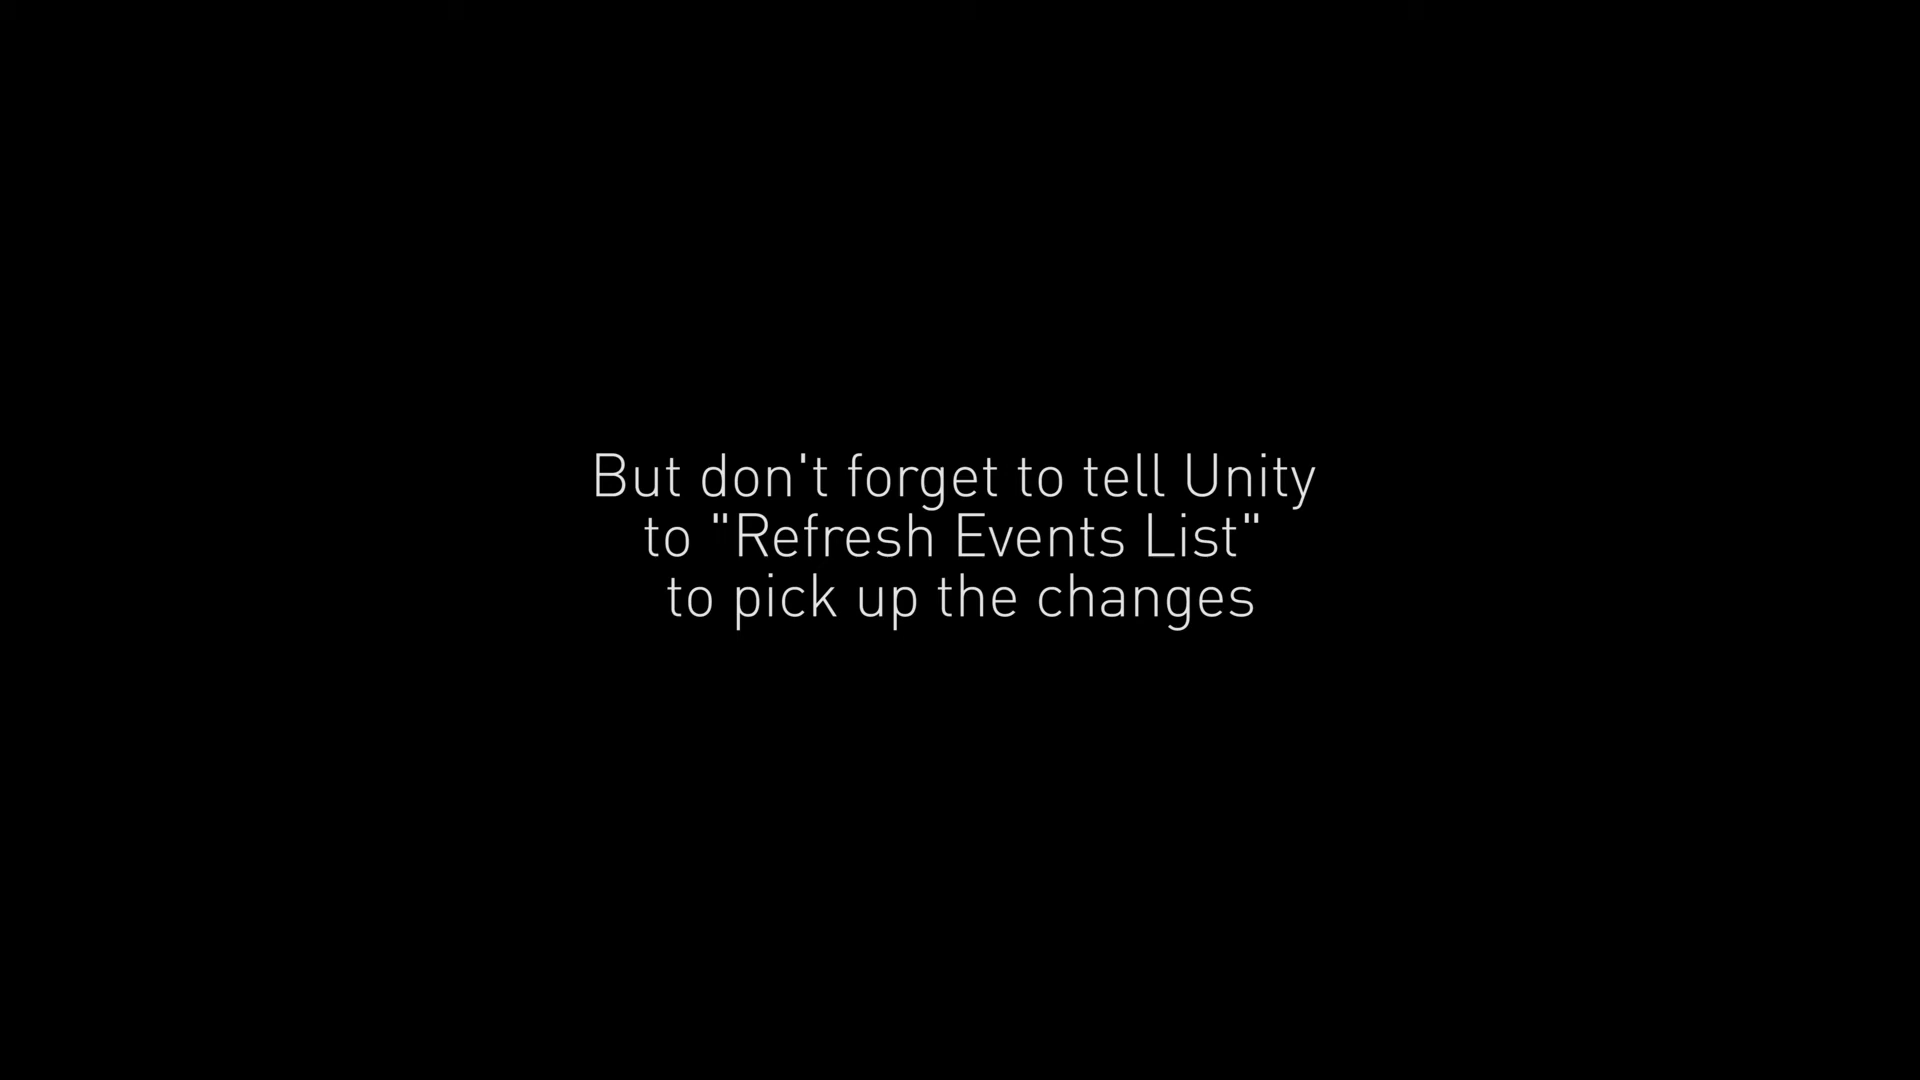 But don't forget to tell Unity
to "Refresh Events List"
to pick up the changes